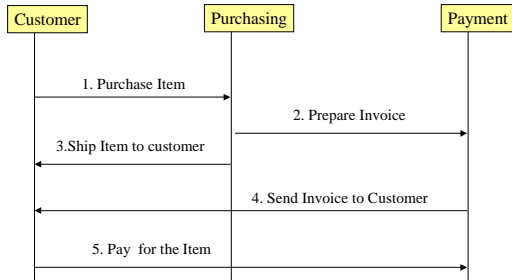 Customer
Purchasing
Payment
1. Purchase Item
2. Prepare Invoice
3.Ship Item to customer
4. Send Invoice to Customer
5. Pay for the Item